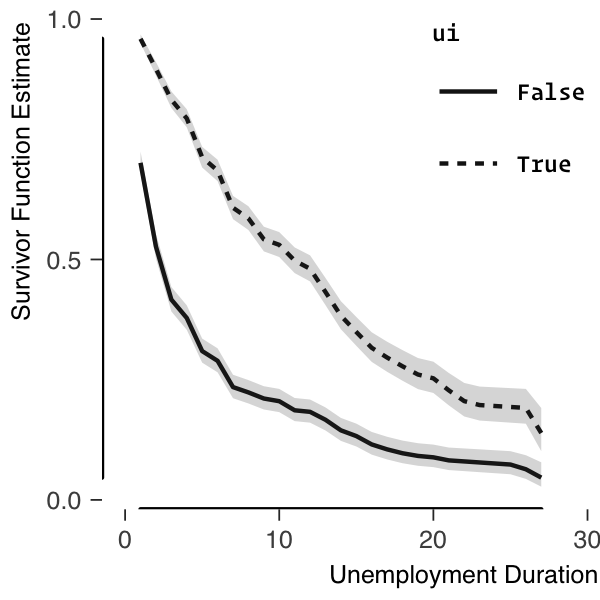 1.0
ui
False
True
Survivor Function Estimate
0.5
0.0
0
10
20
30
Unemployment Duration